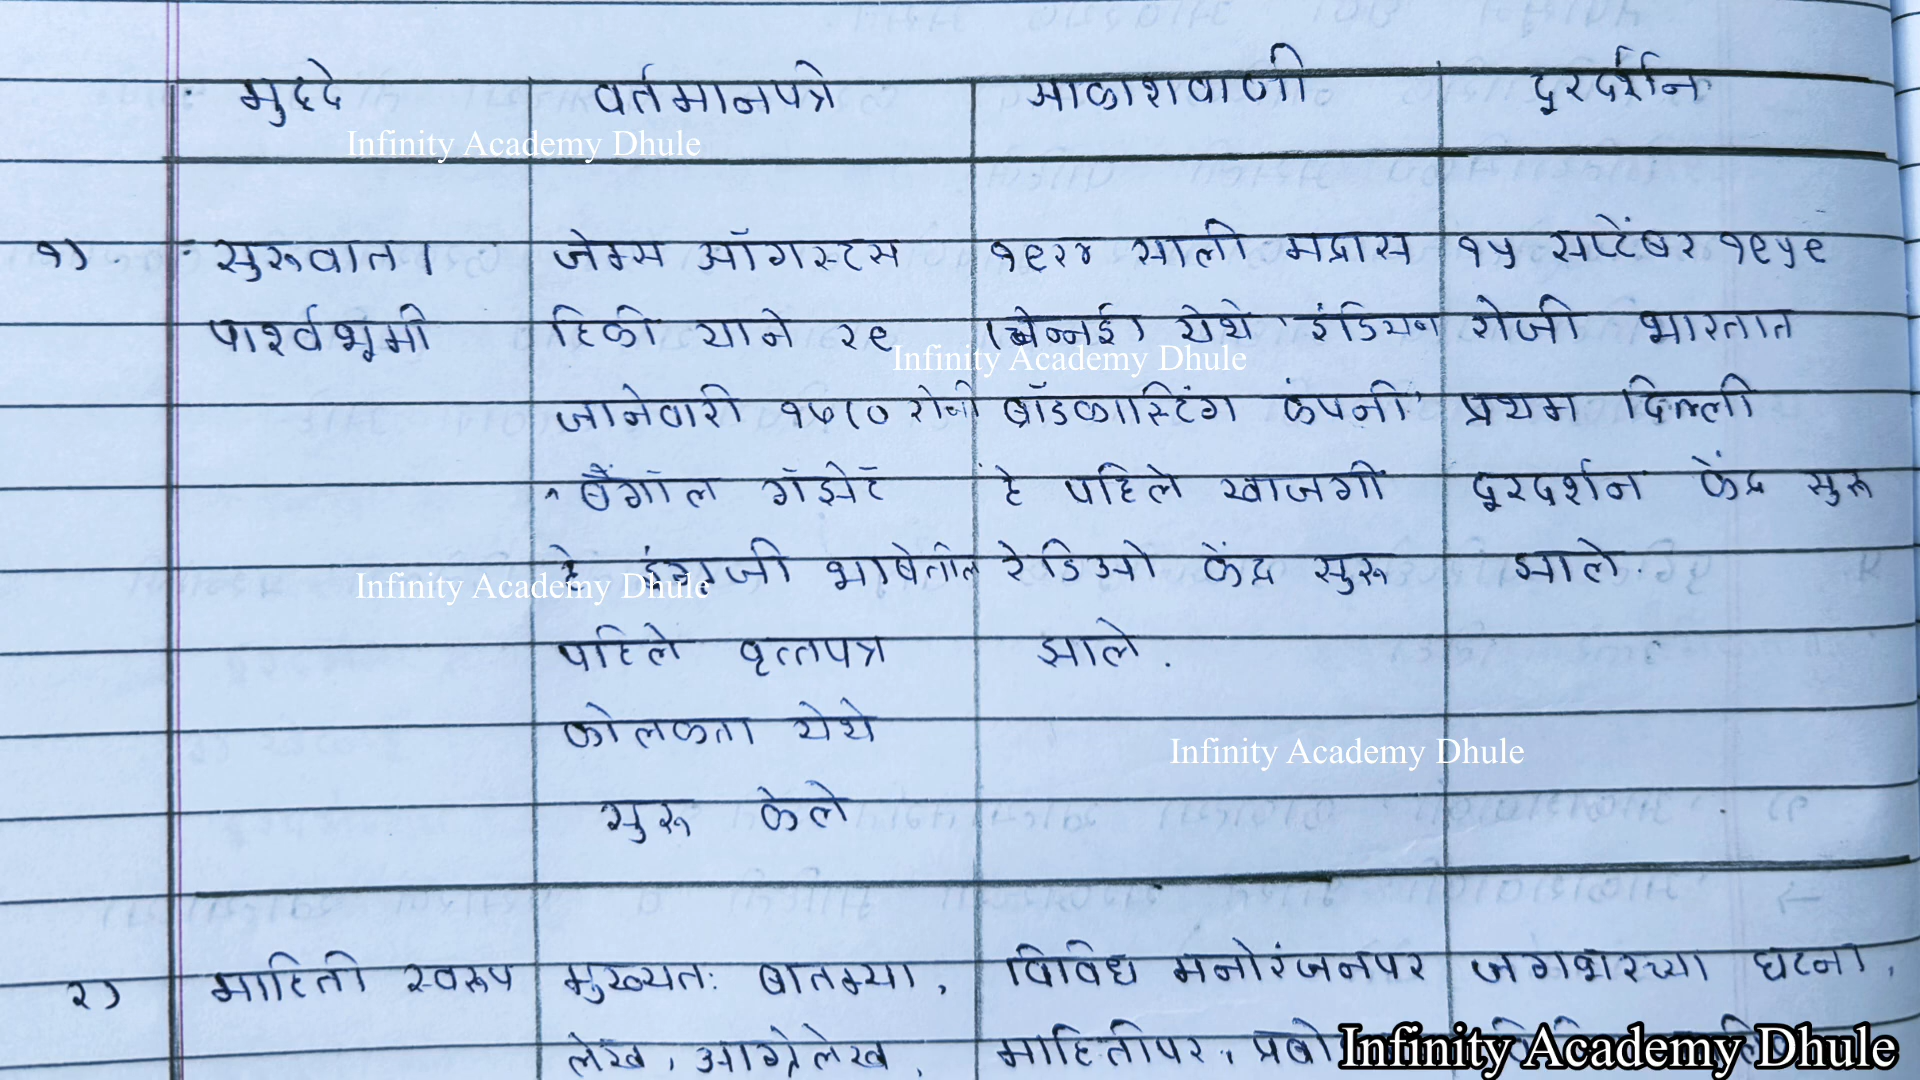 मुद्दे वर्तमानपत्रे आकाशवाणी दूरदर्शन
Infinity Academy Dhule
१) सुरुवात। जेम्स ऑगस्टस १९२४ साली मद्रास १५ सप्टेंबर १९५९
पार्श्वभूमी हिकी याने २९ (चेन्नई) येथे 'इंडियन रोजी भारतात
Infinity Academy Dhule
जानेवारी १७८० रोजी ब्रॉडकास्टिंग कंपनी' प्रथम दिल्ली
बेंगॉल गॅझेट हे पहिले खाजगी दूरदर्शन केंद्र सुरू
हे इंग्रजी भाषेतील रेडिओ केंद्र सुरू झाले
Infinity Academy Dhule
पहिले वृत्तपत्र झाले.
कोलकता येथे
Infinity Academy Dhule
सुरू केले
२) माहिती स्वरूप मुख्यतः बातम्या, विविध मनोरंजनपर जगभरच्या घटना,
लेख, अग्रलेख, माहितीपर,
Infinity Academy Dhule